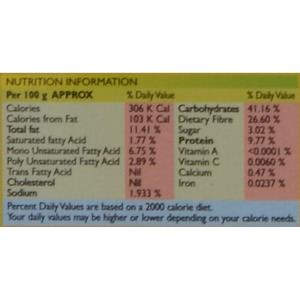 NUTRITION INFORMATION
Per 100 g APPROX % Daily Value % Daily Value
Calories 306 K Cal Carbohydrates 41.16 %
Calories from Fat 103 K Cal Dietary Fibre 26.60 %
Total fat 11.41 % Sugar 3.02 %
Saturated fatty Acid 1.77 % Protein 9.77 %
Mono Unsaturated Fatty Acid 6.75 % Vitamin A <0.0001 %
Poly Unsaturated Fatty Acid 2.89 % Vitamin C 0.0060 %
Trans Fatty Acid Nil Calcium 0.47 %
Cholesterol Nil Iron 0.0237 %
Sodium 1.933 %
Percent Daily Values are based on a 2000 calorie diet.
Your daily values may be higher or lower depending on your calorie needs.